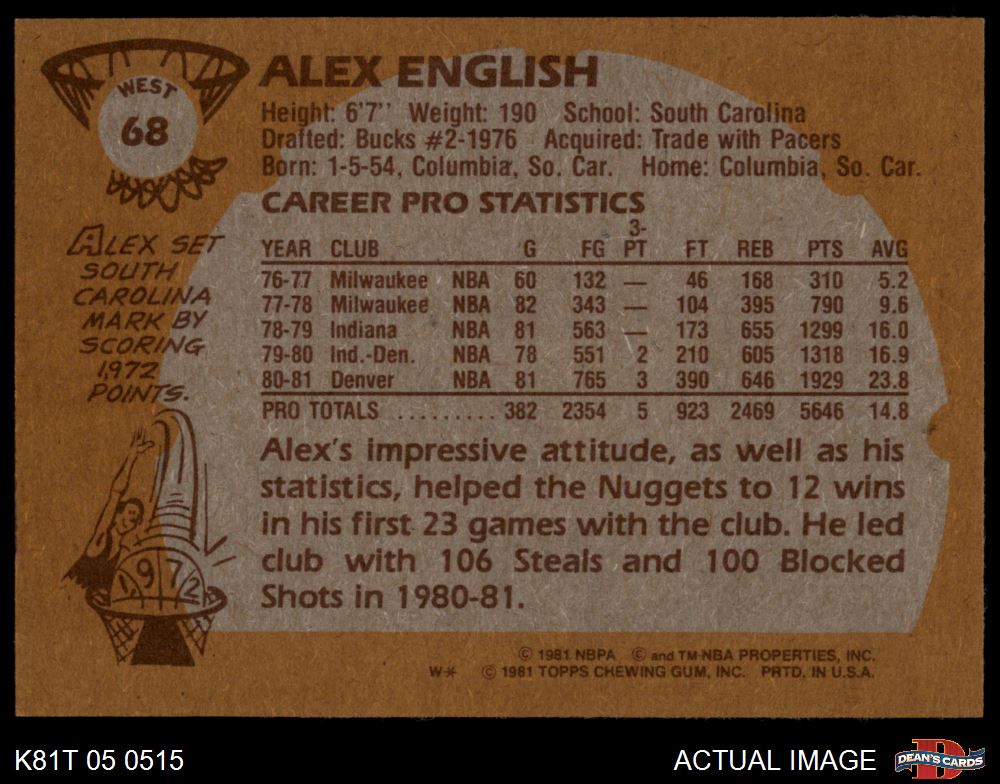 WEST
68
ALEX ENGLISH
Height: 6'7'' Weight: 190 School: South Carolina
Drafted: Bucks #2-1976 Acquired: Trade with Pacers
Born: 1-5-54, Columbia, So. Car. Home: Columbia, So. Car.
CAREER PRO STATISTICS
YEAR CLUB G FG 3-PT FT REB PTS AVG
76-77 Milwaukee NBA 60 132 — 46 168 310 5.2
77-78 Milwaukee NBA 82 343 — 104 395 790 9.6
78-79 Indiana NBA 81 563 — 173 655 1299 16.0
79-80 Ind.-Den. NBA 78 551 2 210 605 1318 16.9
80-81 Denver NBA 81 765 3 390 646 1929 23.8
PRO TOTALS ......... 382 2354 5 923 2469 5646 14.8
ALEX SET
SOUTH
CAROLINA
MARK BY
SCORING
1,972
POINTS.
1972
Alex's impressive attitude, as well as his
statistics, helped the Nuggets to 12 wins
in his first 23 games with the club. He led
club with 106 Steals and 100 Blocked
Shots in 1980-81.
© 1981 NBPA © and TM-NBA PROPERTIES, INC.
W-* © 1981 TOPPS CHEWING GUM, INC. PRTD. IN U.S.A.
K81T 05 0515
ACTUAL IMAGE
D
DEAN'S CARDS